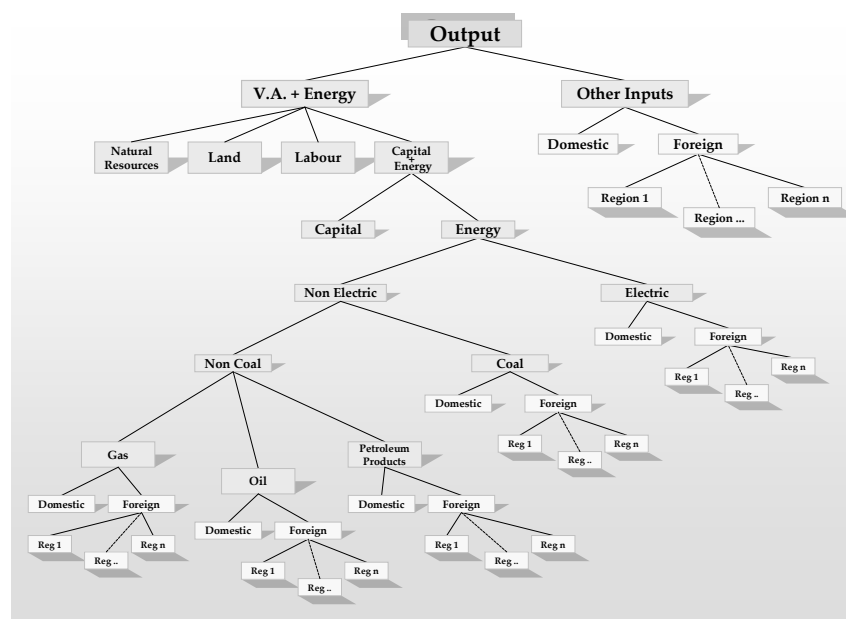 Output
V.A. + Energy
Other Inputs
Natural
Resources
Land
Labour
Capital
+
Energy
Domestic
Foreign
Region 1
Region ...
Region n
Capital
Energy
Non Electric
Electric
Domestic
Foreign
Reg 1
Reg ..
Reg n
Non Coal
Coal
Domestic
Foreign
Reg 1
Reg ..
Reg n
Gas
Oil
Petroleum
Products
Domestic
Foreign
Reg 1
Reg ..
Reg n
Domestic
Foreign
Reg 1
Reg ..
Reg n
Domestic
Foreign
Reg 1
Reg ..
Reg n